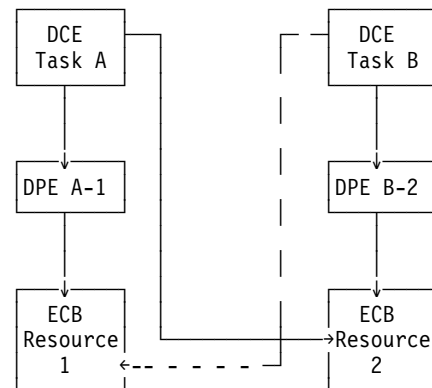 DCE
Task A
DCE
Task B
DPE A-1
DPE B-2
ECB
Resource
1
ECB
Resource
2